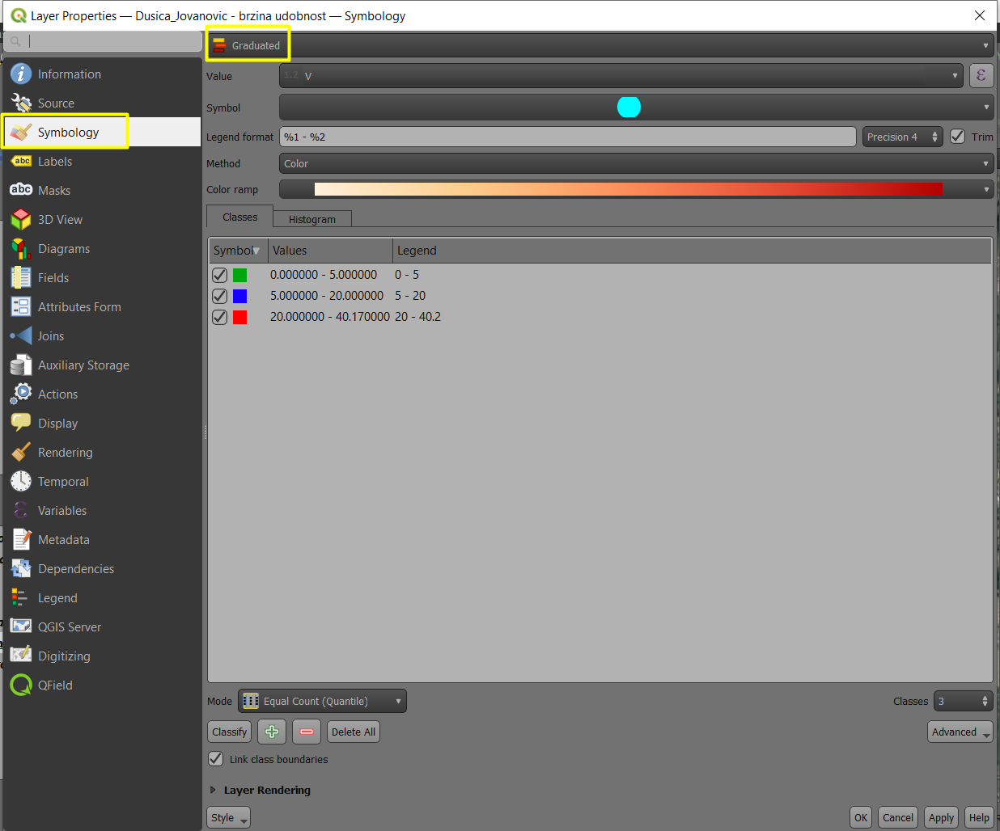 Layer Properties — Dusica_Jovanovic - brzina udobnost — Symbology
Graduated
Information
Source
Symbology
Labels
Masks
3D View
Diagrams
Fields
Attributes Form
Joins
Auxiliary Storage
Actions
Display
Rendering
Temporal
Variables
Metadata
Dependencies
Legend
QGIS Server
Digitizing
QField
Value 1.2 V ε
Symbol
Legend format %1 - %2 Precision 4 Trim
Method Color
Color ramp
Classes Histogram
Symbol Values Legend
0.000000 - 5.000000 0 - 5
5.000000 - 20.000000 5 - 20
20.000000 - 40.170000 20 - 40.2
Mode Equal Count (Quantile) Classes 3
Classify Delete All Advanced
Link class boundaries
Layer Rendering
Style OK Cancel Apply Help